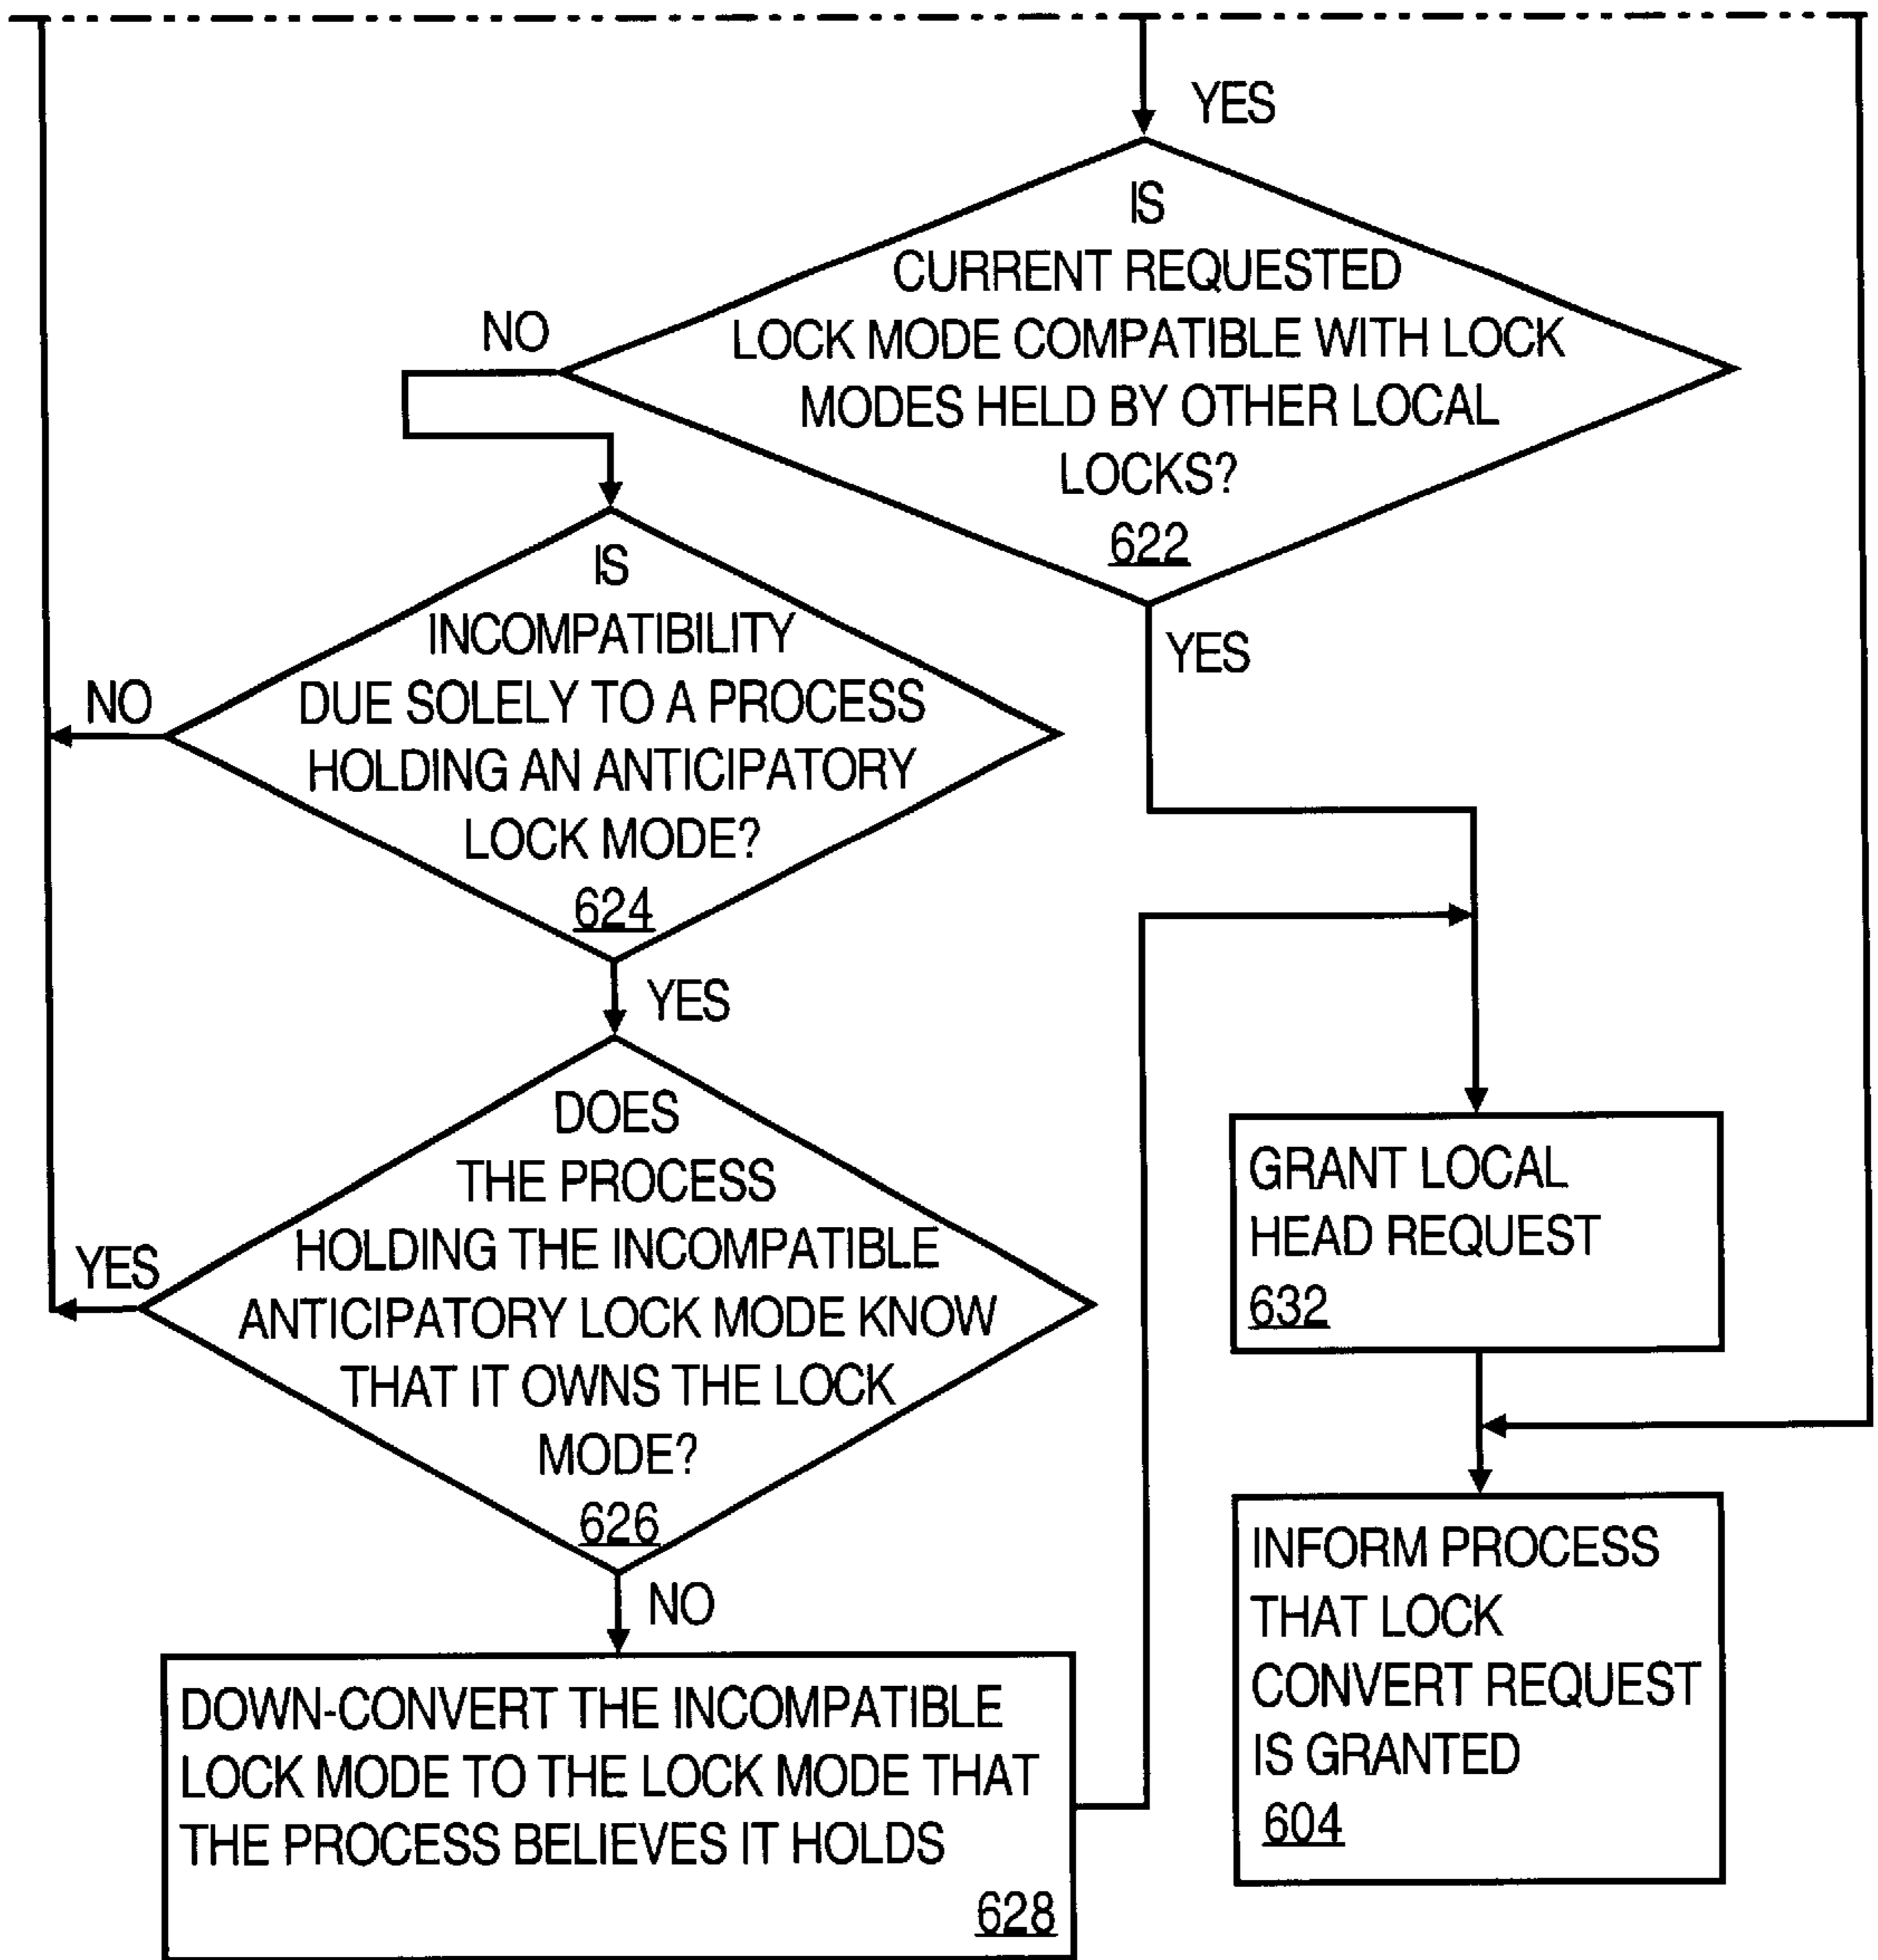 YES
IS
CURRENT REQUESTED
LOCK MODE COMPATIBLE WITH LOCK
MODES HELD BY OTHER LOCAL
LOCKS?
622
NO
YES
IS
INCOMPATIBILITY
DUE SOLELY TO A PROCESS
HOLDING AN ANTICIPATORY
LOCK MODE?
624
NO
YES
DOES
THE PROCESS
HOLDING THE INCOMPATIBLE
ANTICIPATORY LOCK MODE KNOW
THAT IT OWNS THE LOCK
MODE?
626
YES
NO
DOWN-CONVERT THE INCOMPATIBLE
LOCK MODE TO THE LOCK MODE THAT
THE PROCESS BELIEVES IT HOLDS
628
GRANT LOCAL
HEAD REQUEST
632
INFORM PROCESS
THAT LOCK
CONVERT REQUEST
IS GRANTED
604